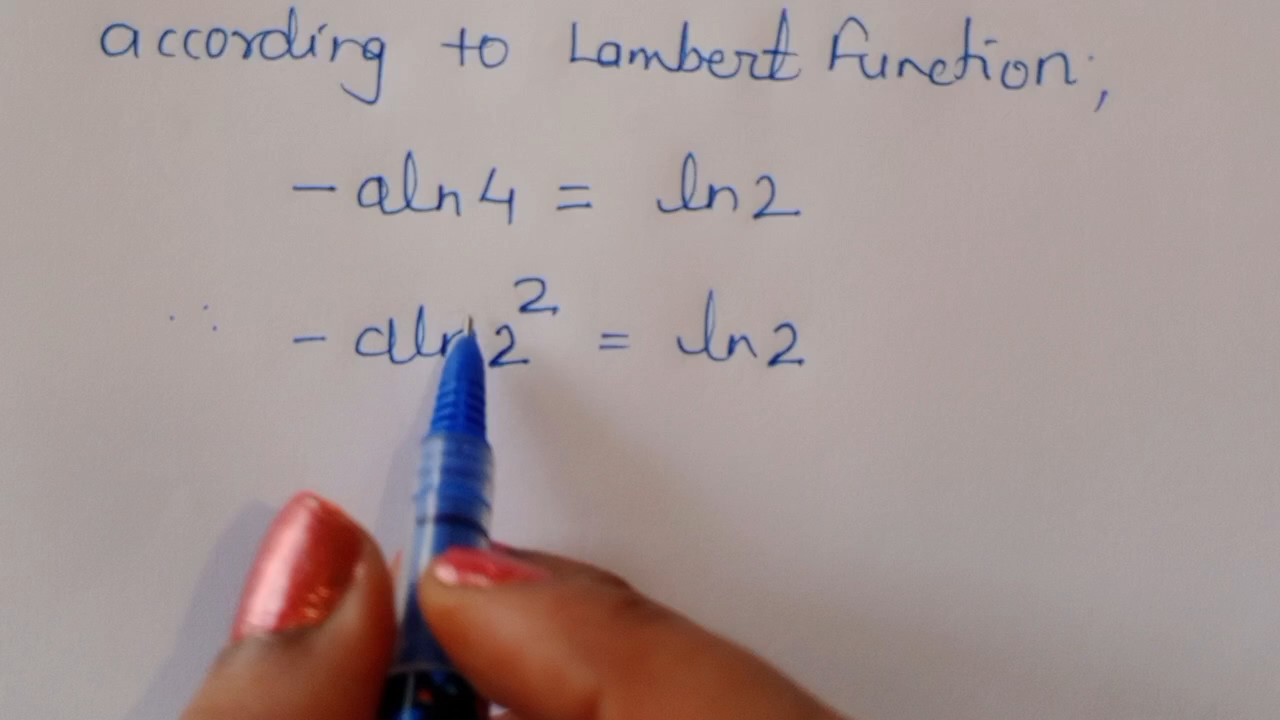 according to Lambert function;
- aln4 = ln2
∴ - aln2² = ln2